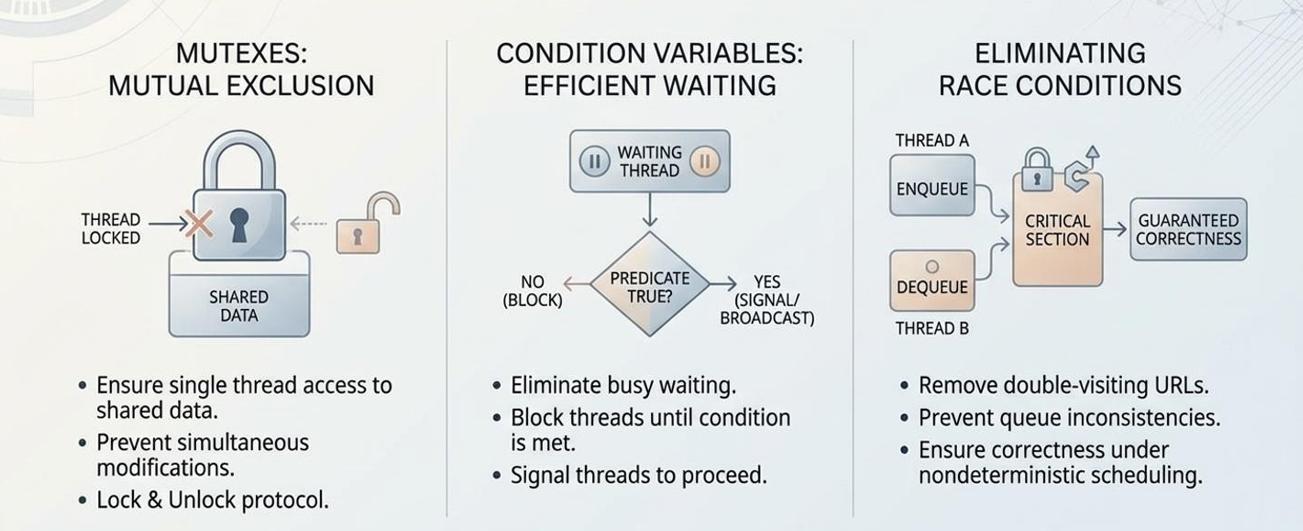 MUTEXES:
MUTUAL EXCLUSION
THREAD
LOCKED
SHARED
DATA
• Ensure single thread access to
shared data.
• Prevent simultaneous
modifications.
• Lock & Unlock protocol.
CONDITION VARIABLES:
EFFICIENT WAITING
WAITING
THREAD
PREDICATE
TRUE?
NO
(BLOCK)
YES
(SIGNAL/
BROADCAST)
• Eliminate busy waiting.
• Block threads until condition
is met.
• Signal threads to proceed.
ELIMINATING
RACE CONDITIONS
THREAD A
ENQUEUE
CRITICAL
SECTION
GUARANTEED
CORRECTNESS
DEQUEUE
THREAD B
• Remove double-visiting URLs.
• Prevent queue inconsistencies.
• Ensure correctness under
nondeterministic scheduling.